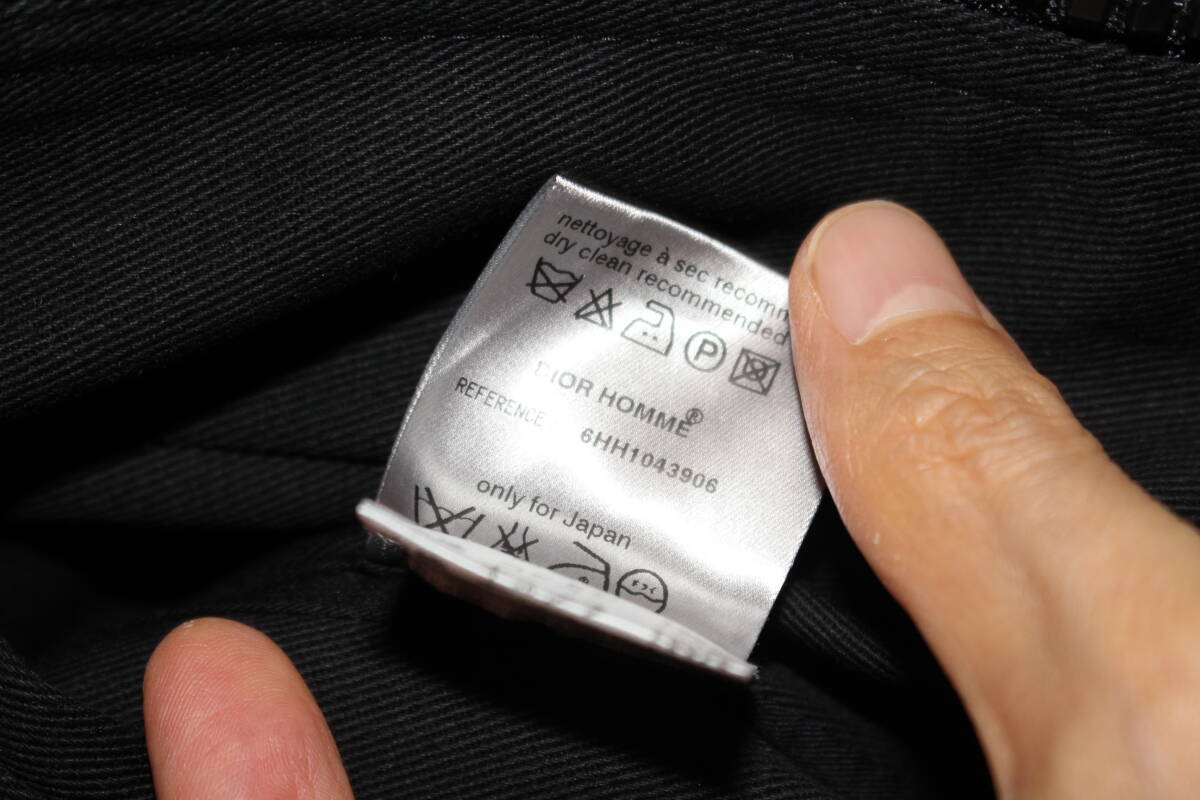 nettoyage à sec recomm
dry clean recommended
P
DIOR HOMME®
REFERENCE 6HH1043906
only for Japan